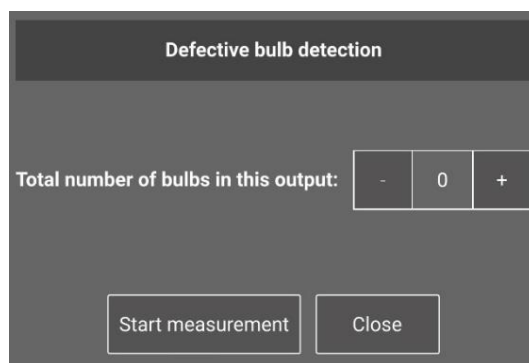 Defective bulb detection
Total number of bulbs in this output: - 0 +
Start measurement Close